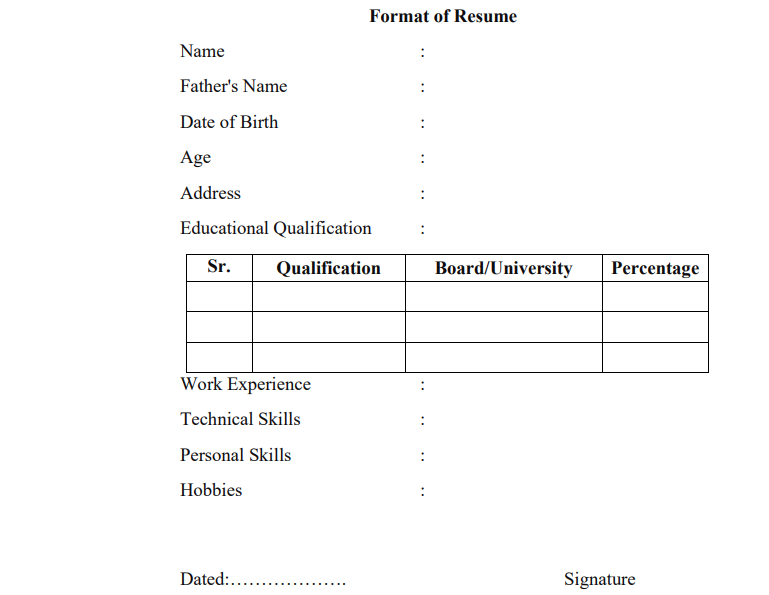 Format of Resume
Name :
Father's Name :
Date of Birth :
Age :
Address :
Educational Qualification :
Sr. Qualification Board/University Percentage
Work Experience :
Technical Skills :
Personal Skills :
Hobbies :
Dated:................... Signature